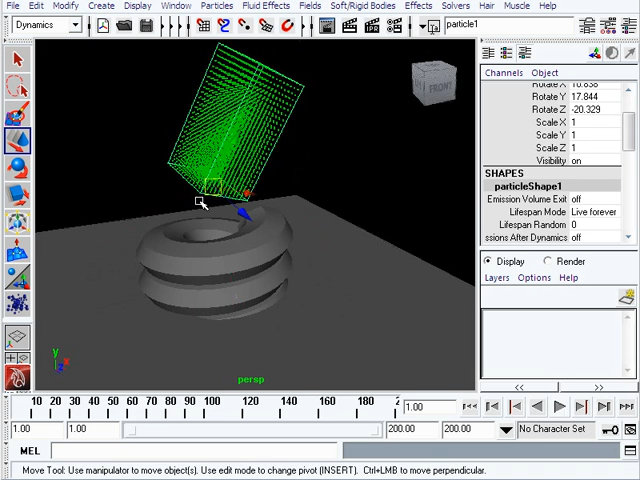 File Edit Modify Create Display Window Particles Fluid Effects Fields Soft/Rigid Bodies Effects Solvers Hair Muscle Help
Dynamics
particle1
Channels Object
Rotate X 10.838
Rotate Y 17.844
Rotate Z -20.329
Scale X 1
Scale Y 1
Scale Z 1
Visibility on
SHAPES
particleShape1
Emission Volume Exit off
Lifespan Mode Live forever
Lifespan Random 0
ssions After Dynamics off
FRONT
Display Render
Layers Options Help
<< >>
y
z x
persp
10 20 30 40 50 60 70 80 100 120 140 160 180 2
1.00
1.00 1.00 200.00 200.00 No Character Set
MEL
Move Tool: Use manipulator to move object(s). Use edit mode to change pivot (INSERT). Ctrl+LMB to move perpendicular.